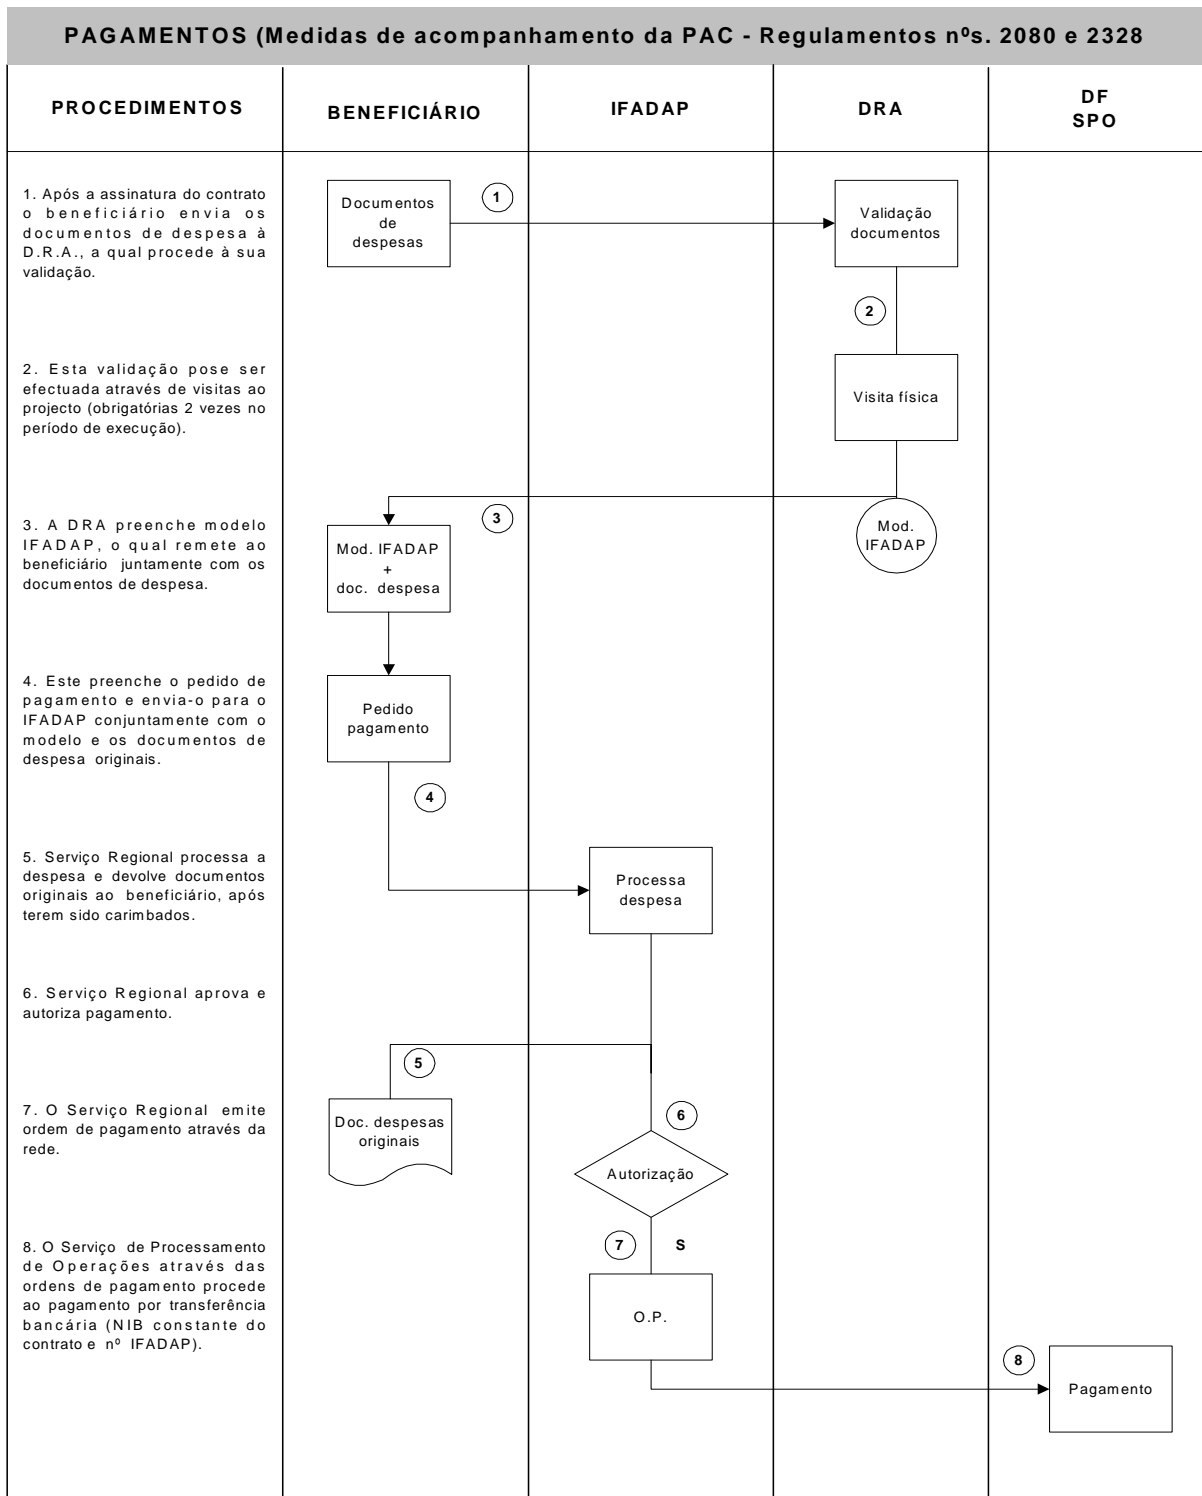 PAGAMENTOS (Medidas de acompanhamento da PAC - Regulamentos nºs. 2080 e 2328
PROCEDIMENTOS
BENEFICIÁRIO
IFADAP
DRA
DF
SPO
1. Após a assinatura do contrato
o beneficiário envia os
documentos de despesa à
D.R.A., a qual procede à sua
validação.
Documentos
de
despesas
1
Validação
documentos
2
2. Esta validação pose ser
efectuada através de visitas ao
projecto (obrigatórias 2 vezes no
período de execução).
Visita física
3. A DRA preenche modelo
IFADAP, o qual remete ao
beneficiário juntamente com os
documentos de despesa.
3
Mod. IFADAP
+
doc. despesa
Mod.
IFADAP
4. Este preenche o pedido de
pagamento e envia-o para o
IFADAP conjuntamente com o
modelo e os documentos de
despesa originais.
Pedido
pagamento
4
5. Serviço Regional processa a
despesa e devolve documentos
originais ao beneficiário, após
terem sido carimbados.
Processa
despesa
6. Serviço Regional aprova e
autoriza pagamento.
5
7. O Serviço Regional emite
ordem de pagamento através da
rede.
Doc. despesas
originais
6
Autorização
8. O Serviço de Processamento
de Operações através das
ordens de pagamento procede
ao pagamento por transferência
bancária (NIB constante do
contrato e nº IFADAP).
7
S
O.P.
8
Pagamento